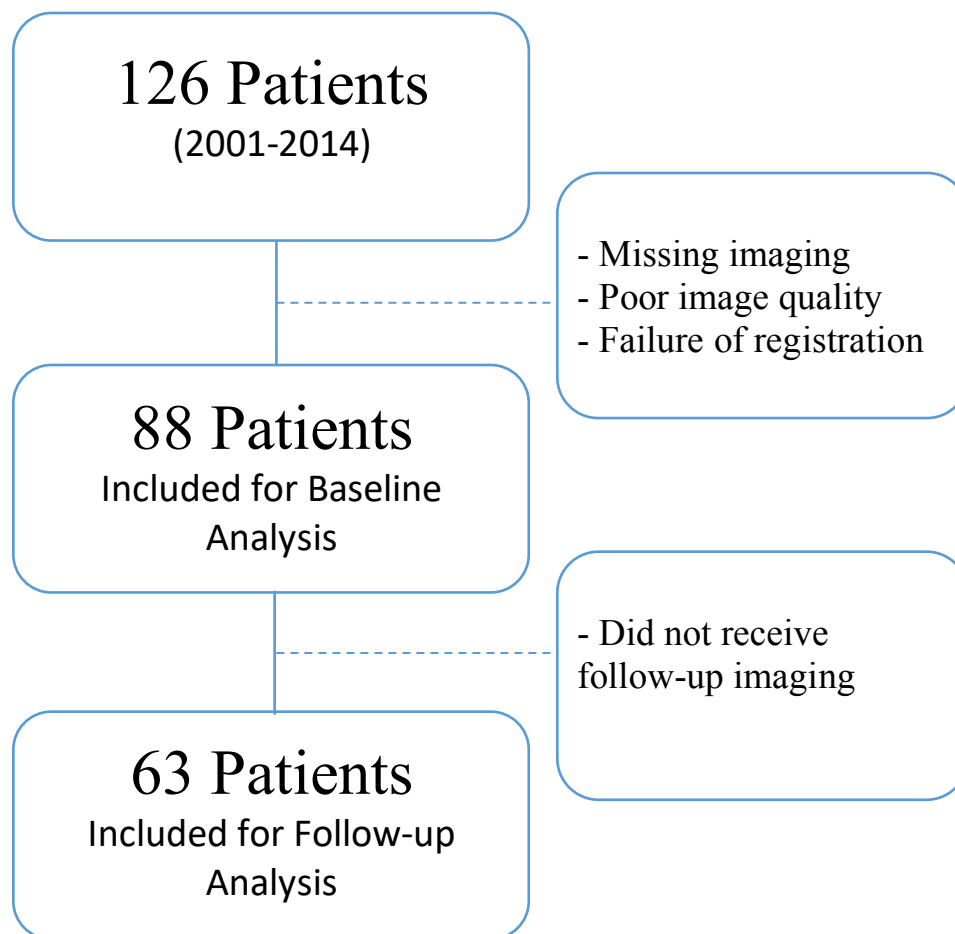 126 Patients
(2001-2014)
- Missing imaging
- Poor image quality
- Failure of registration
88 Patients
Included for Baseline
Analysis
- Did not receive
follow-up imaging
63 Patients
Included for Follow-up
Analysis